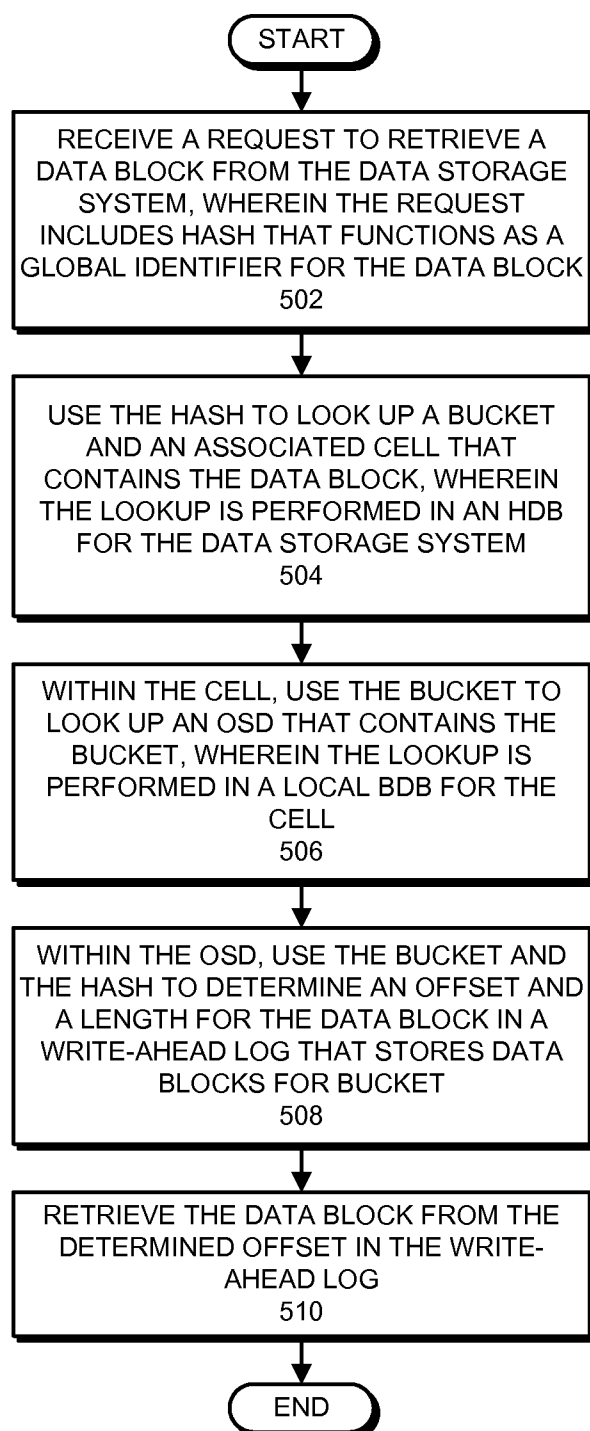 START
RECEIVE A REQUEST TO RETRIEVE A
DATA BLOCK FROM THE DATA STORAGE
SYSTEM, WHEREIN THE REQUEST
INCLUDES HASH THAT FUNCTIONS AS A
GLOBAL IDENTIFIER FOR THE DATA BLOCK
502
USE THE HASH TO LOOK UP A BUCKET
AND AN ASSOCIATED CELL THAT
CONTAINS THE DATA BLOCK, WHEREIN
THE LOOKUP IS PERFORMED IN AN HDB
FOR THE DATA STORAGE SYSTEM
504
WITHIN THE CELL, USE THE BUCKET TO
LOOK UP AN OSD THAT CONTAINS THE
BUCKET, WHEREIN THE LOOKUP IS
PERFORMED IN A LOCAL BDB FOR THE
CELL
506
WITHIN THE OSD, USE THE BUCKET AND
THE HASH TO DETERMINE AN OFFSET AND
A LENGTH FOR THE DATA BLOCK IN A
WRITE-AHEAD LOG THAT STORES DATA
BLOCKS FOR BUCKET
508
RETRIEVE THE DATA BLOCK FROM THE
DETERMINED OFFSET IN THE WRITE-
AHEAD LOG
510
END